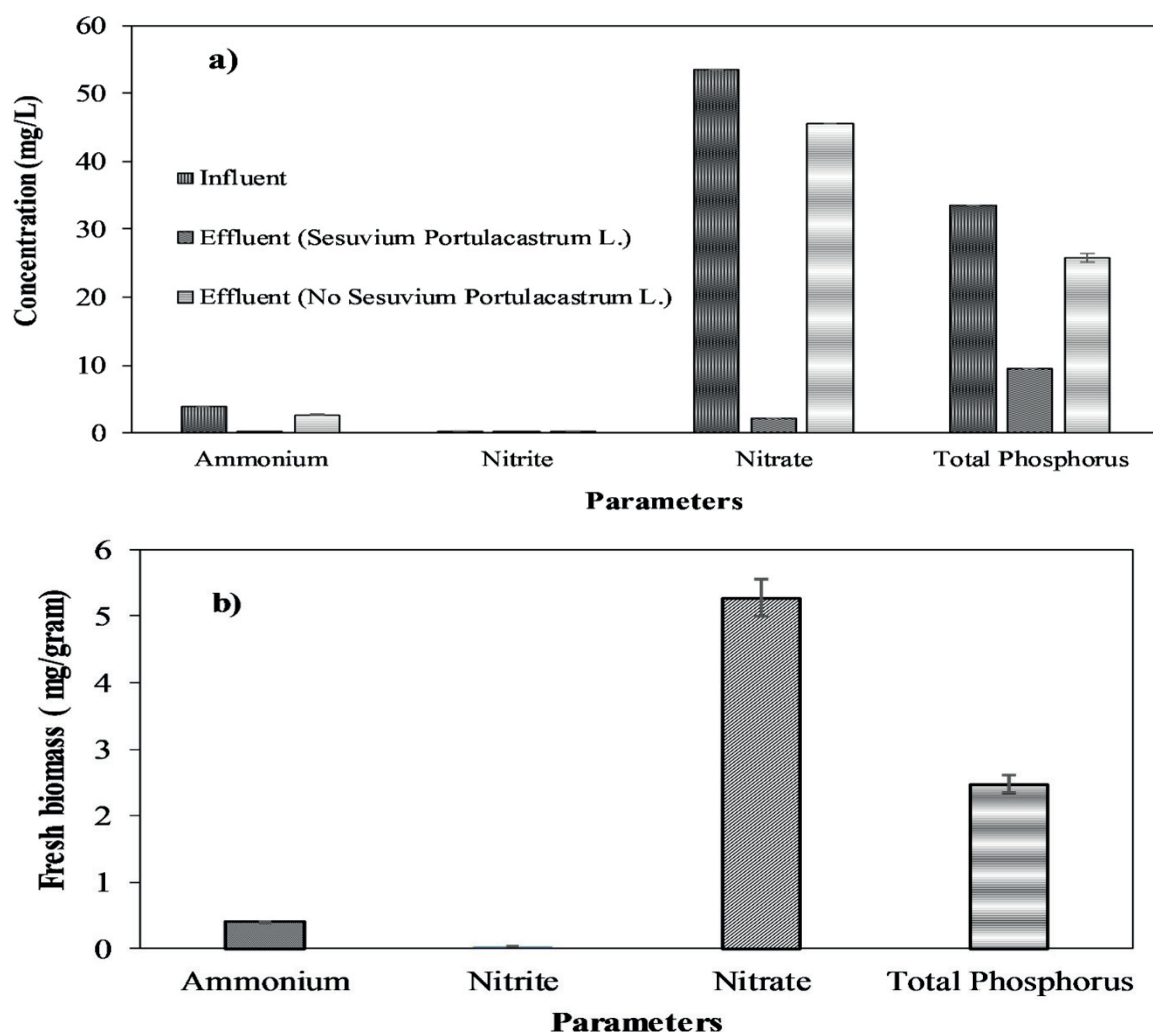 60
50
40
30
20
10
0
Concentration (mg/L)
a)
Influent
Effluent (Sesuvium Portulacastrum L.)
Effluent (No Sesuvium Portulacastrum L.)
Ammonium Nitrite Nitrate Total Phosphorus
Parameters
6
5
4
3
2
1
0
Fresh biomass ( mg/gram)
b)
Ammonium Nitrite Nitrate Total Phosphorus
Parameters